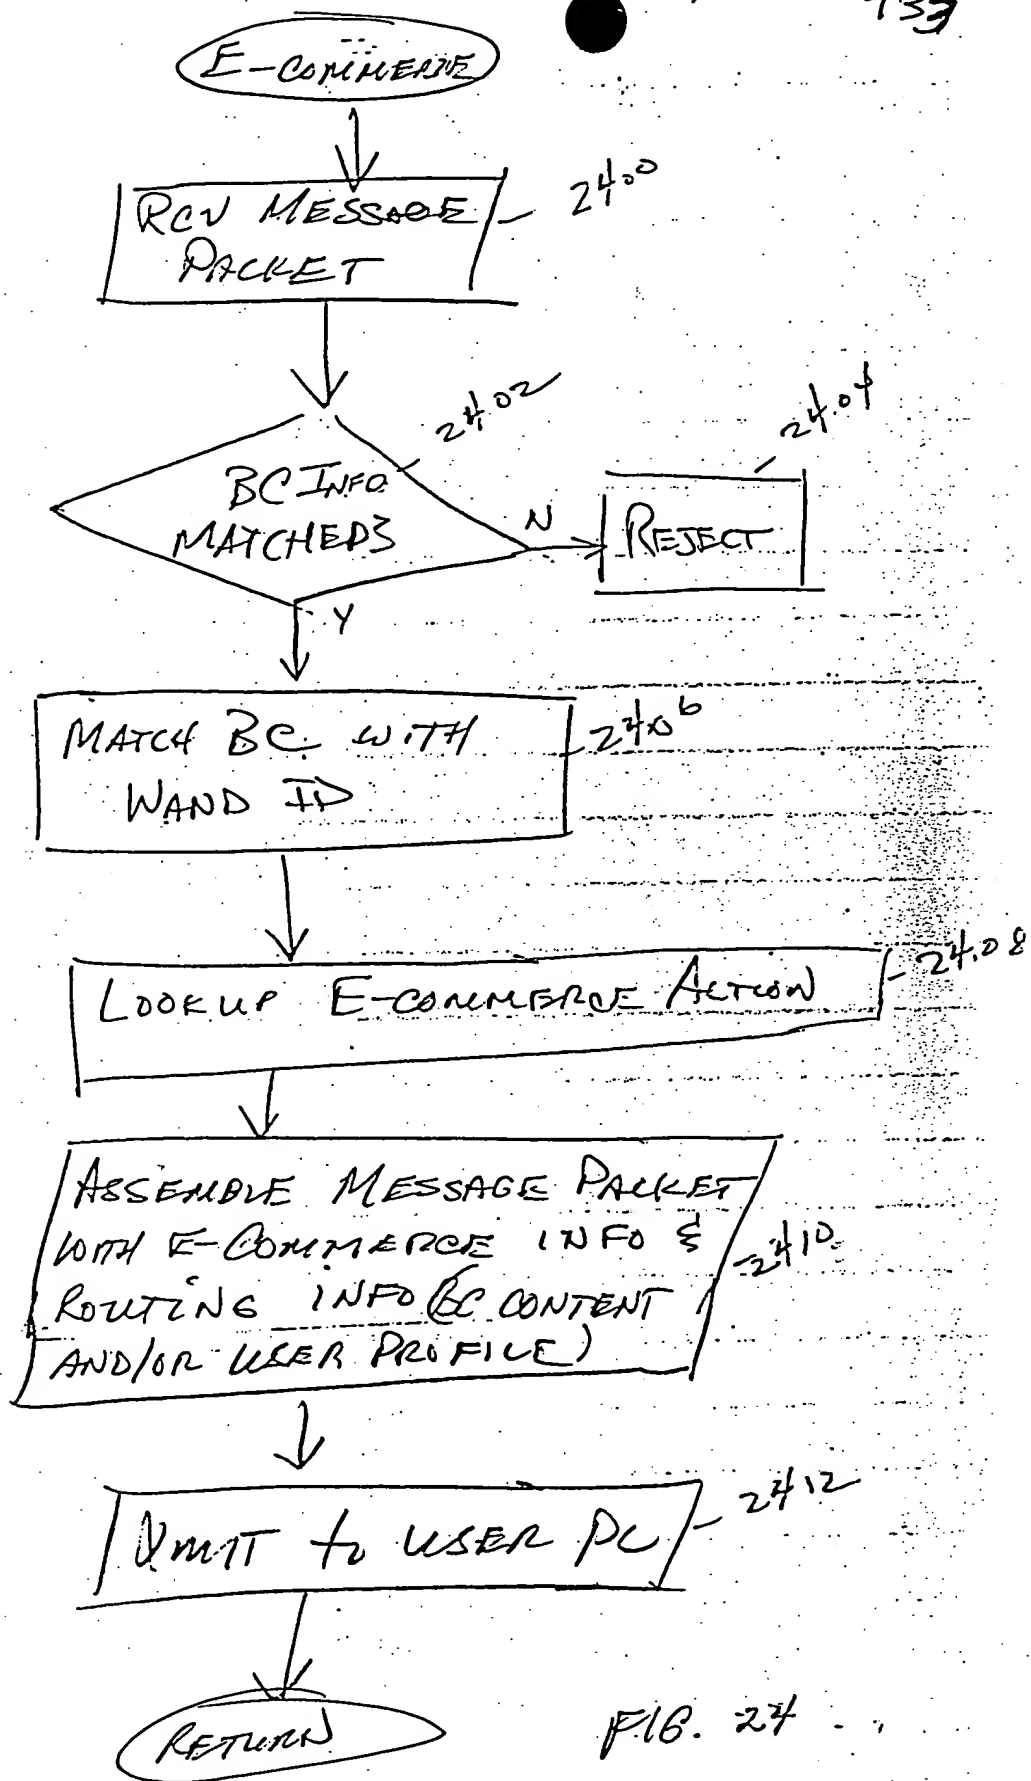 733
E-COMMERCE
RCV MESSAGE
PACKET
2400
BC INFO
MATCHED?
2402
N
REJECT
2404
Y
MATCH BC WITH
WAND ID
2406
LOOKUP E-COMMERCE ACTION
2408
ASSEMBLE MESSAGE PACKET
WITH E-COMMERCE INFO &
ROUTING INFO (BC CONTENT
AND/OR USER PROFILE)
2410
XMIT to USER PC
2412
RETURN
FIG. 24